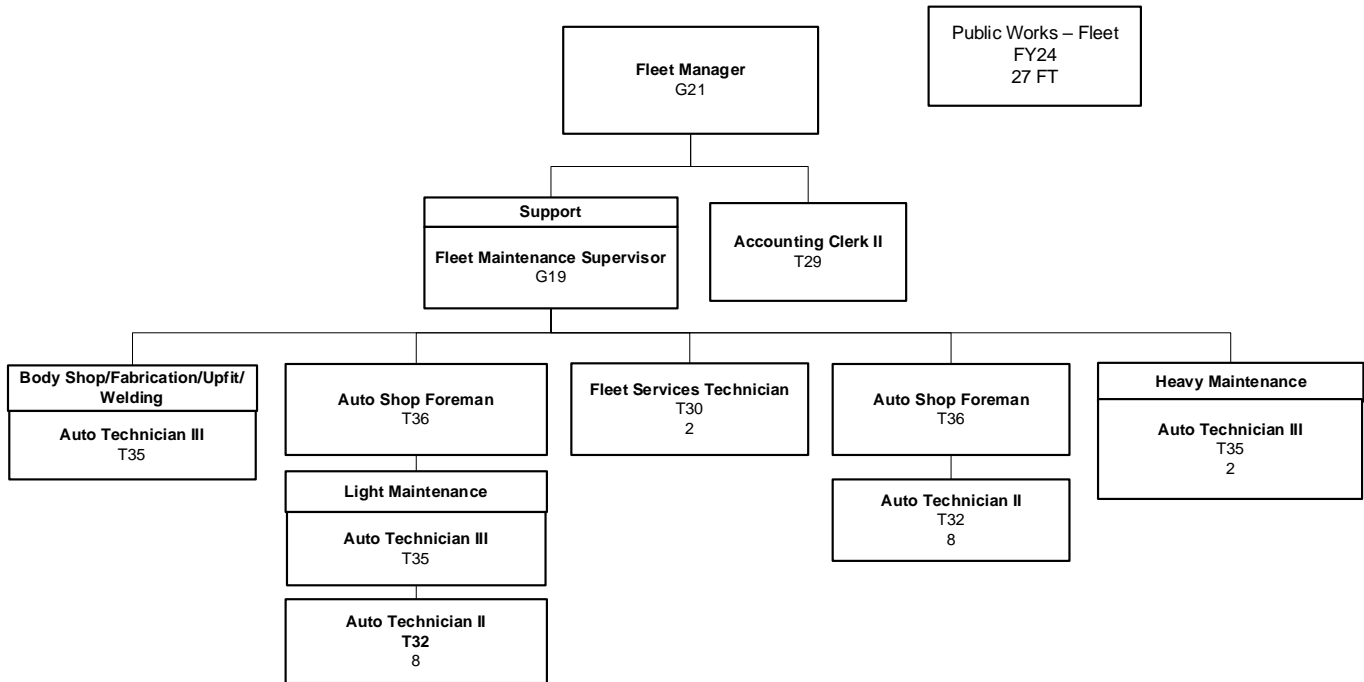 Public Works – Fleet
FY24
27 FT
Fleet Manager
G21
Support
Fleet Maintenance Supervisor
G19
Accounting Clerk II
T29
Body Shop/Fabrication/Upfit/
Welding
Auto Technician III
T35
Auto Shop Foreman
T36
Light Maintenance
Auto Technician III
T35
Auto Technician II
T32
8
Fleet Services Technician
T30
2
Auto Shop Foreman
T36
Auto Technician II
T32
8
Heavy Maintenance
Auto Technician III
T35
2